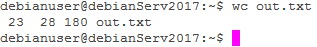 debianuser@debianServ2017:~$ wc out.txt
 23  28 180 out.txt
debianuser@debianServ2017:~$